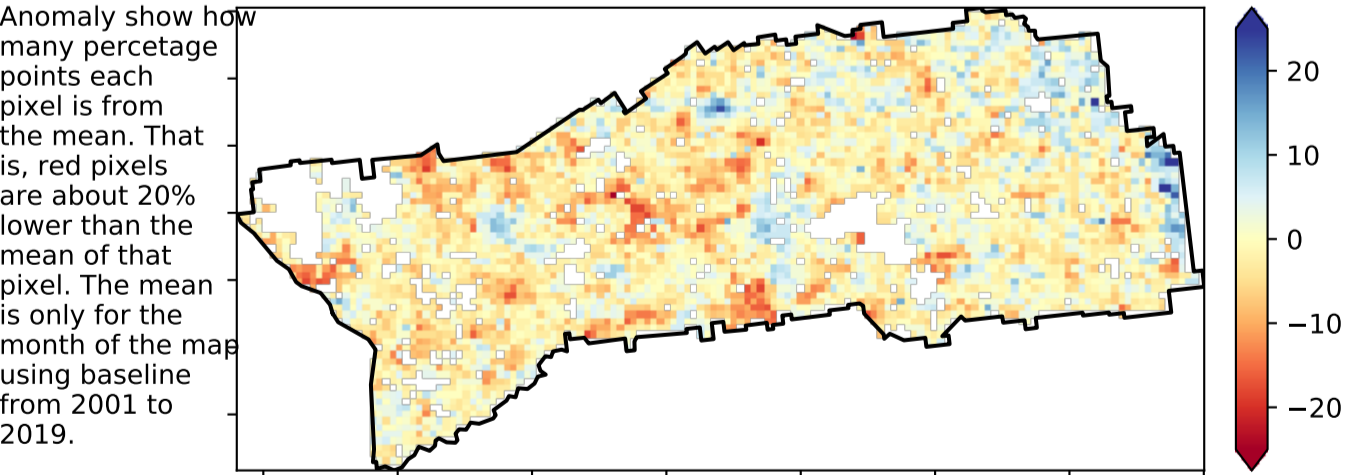 Anomaly show how
many percetage
points each
pixel is from
the mean. That
is, red pixels
are about 20%
lower than the
mean of that
pixel. The mean
is only for the
month of the map
using baseline
from 2001 to
2019.
20
10
0
−10
−20